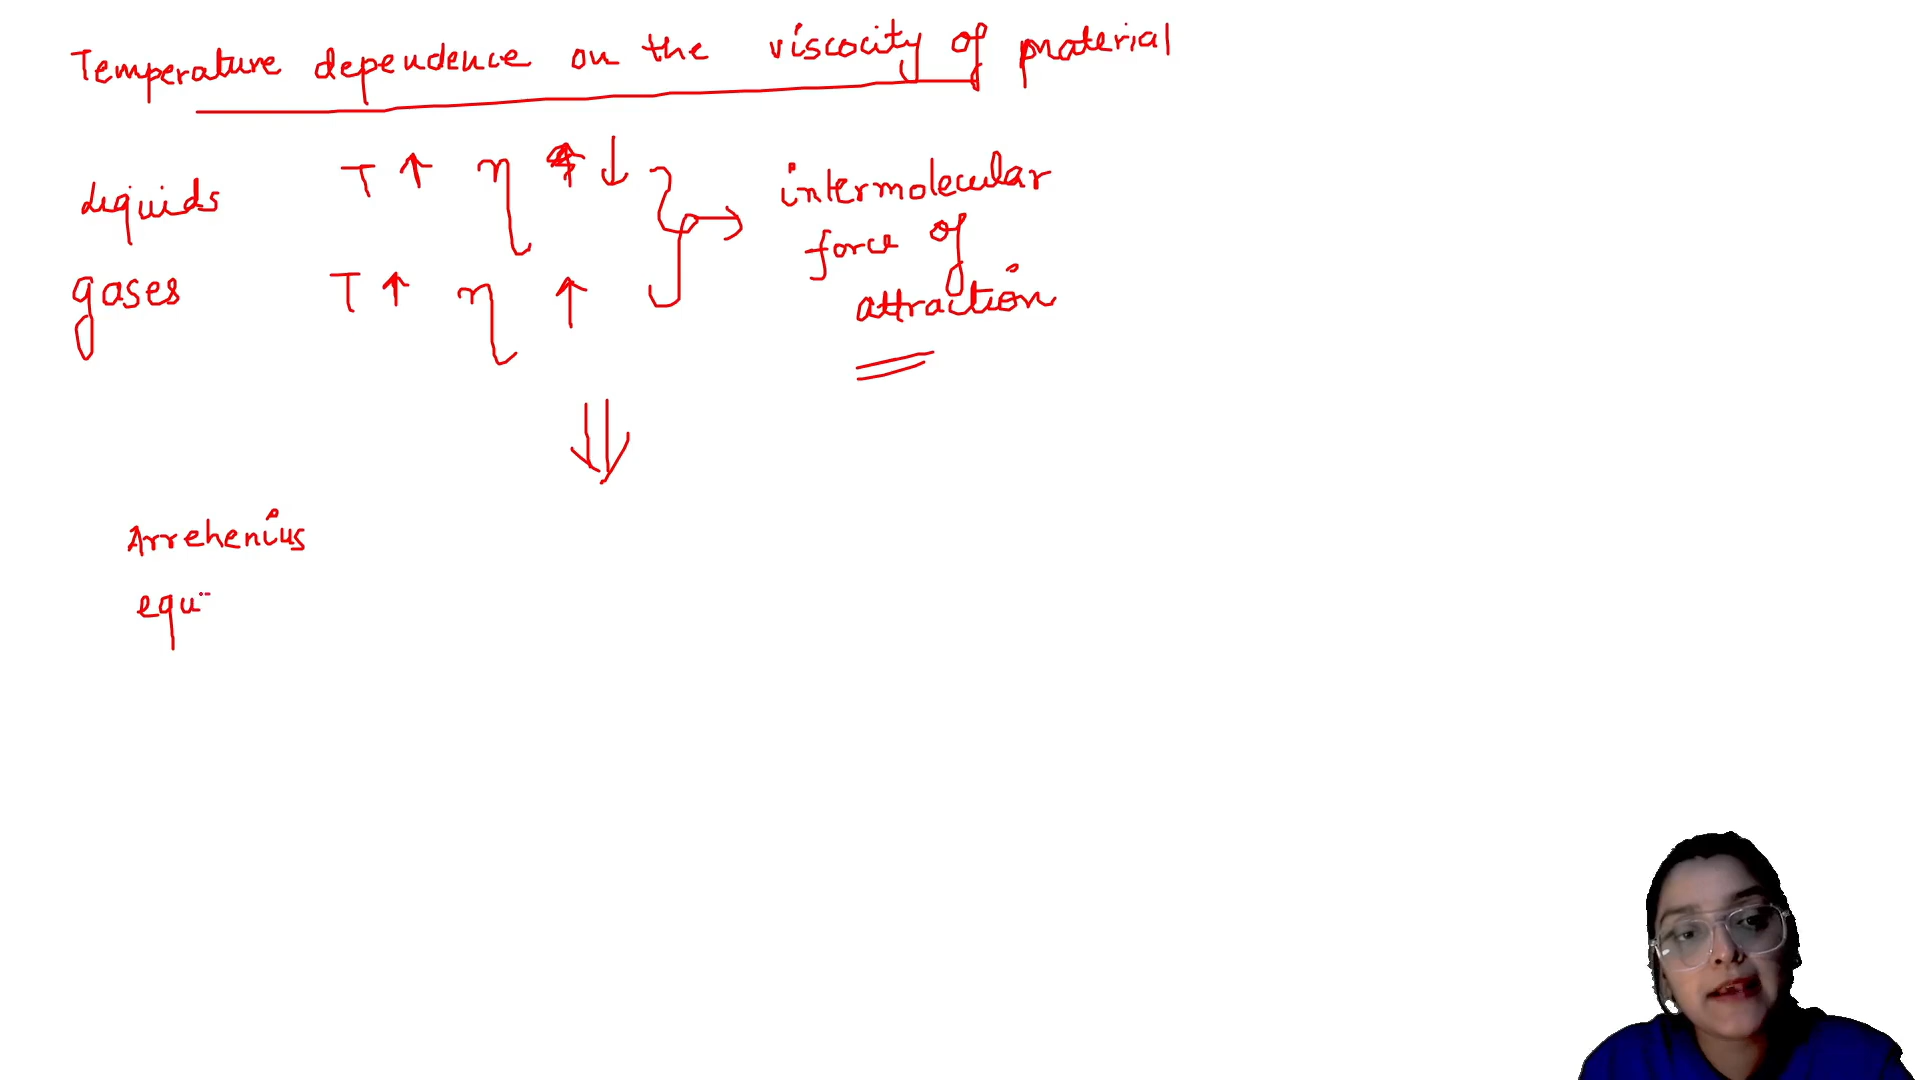 Temperature dependence on the viscocity of material
liquids T ↑ η ↓
intermolecular
force of
attraction
gases T ↑ η ↑
Arrehenius
equ